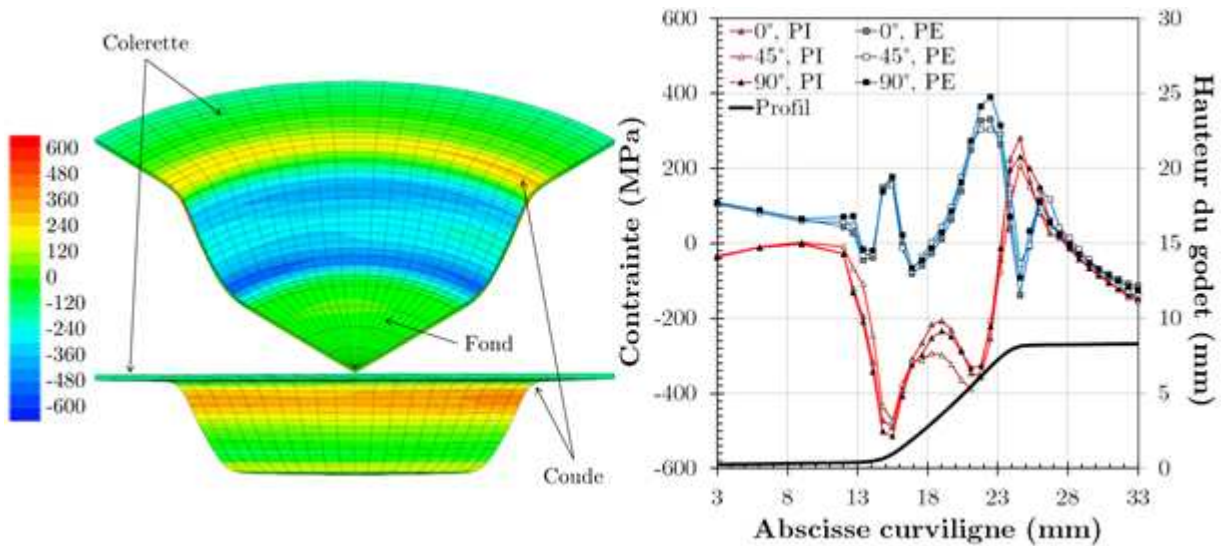 Colerette
600
480
360
240
120
0
-120
-240
-360
-480
-600
Fond
Coude
Contrainte (MPa)
600
400
200
0
-200
-400
-600
0°, PI
0°, PE
45°, PI
45°, PE
90°, PI
90°, PE
Profil
30
25
20
15
10
5
0
Hauteur du godet (mm)
3 8 13 18 23 28 33
Abscisse curviligne (mm)